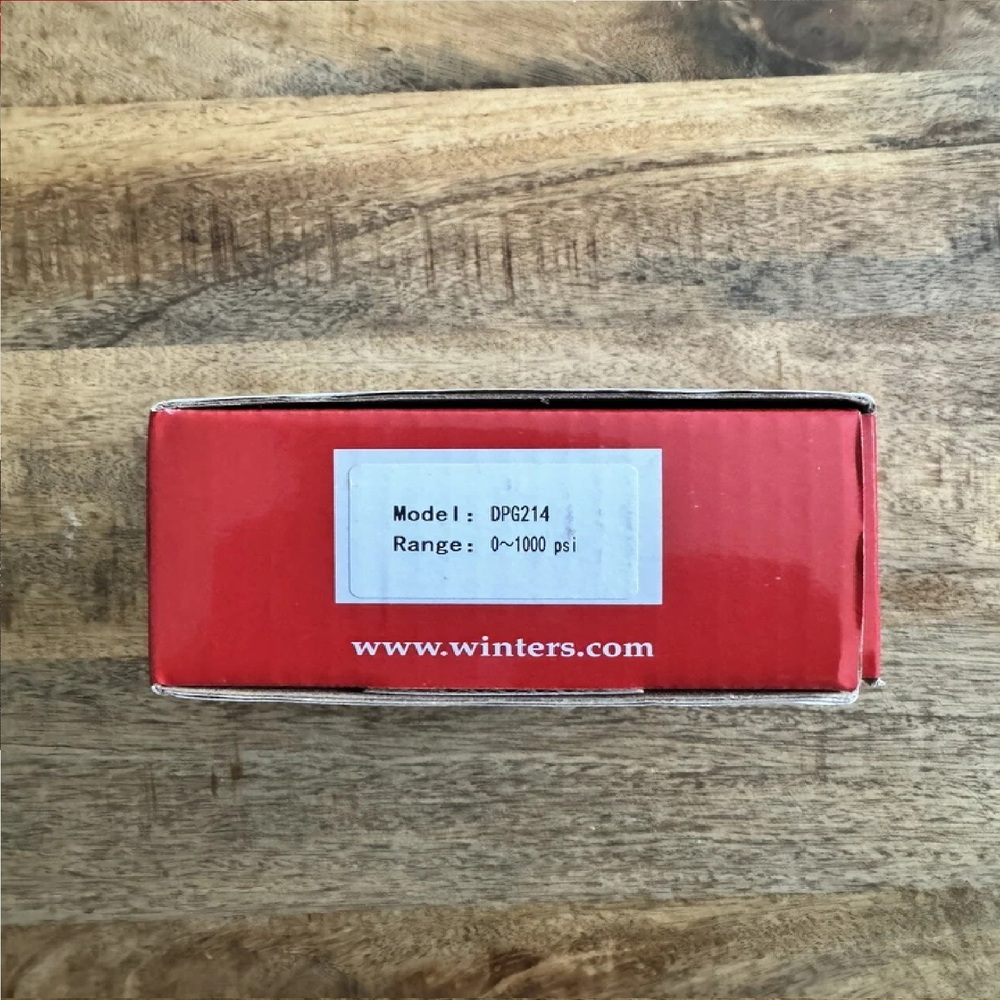 Model: DPG214
Range: 0～1000 psi
www.winters.com